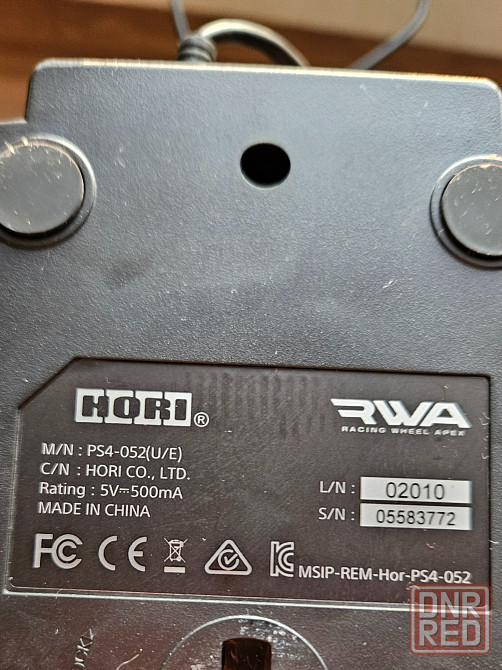 HORI®
RWA
RACING WHEEL APEX
M/N : PS4-052(U/E)
C/N : HORI CO., LTD.
Rating : 5V⎓500mA
MADE IN CHINA
L/N : 02010
S/N : 05583772
FC CE
MSIP-REM-Hor-PS4-052
DNR
RED